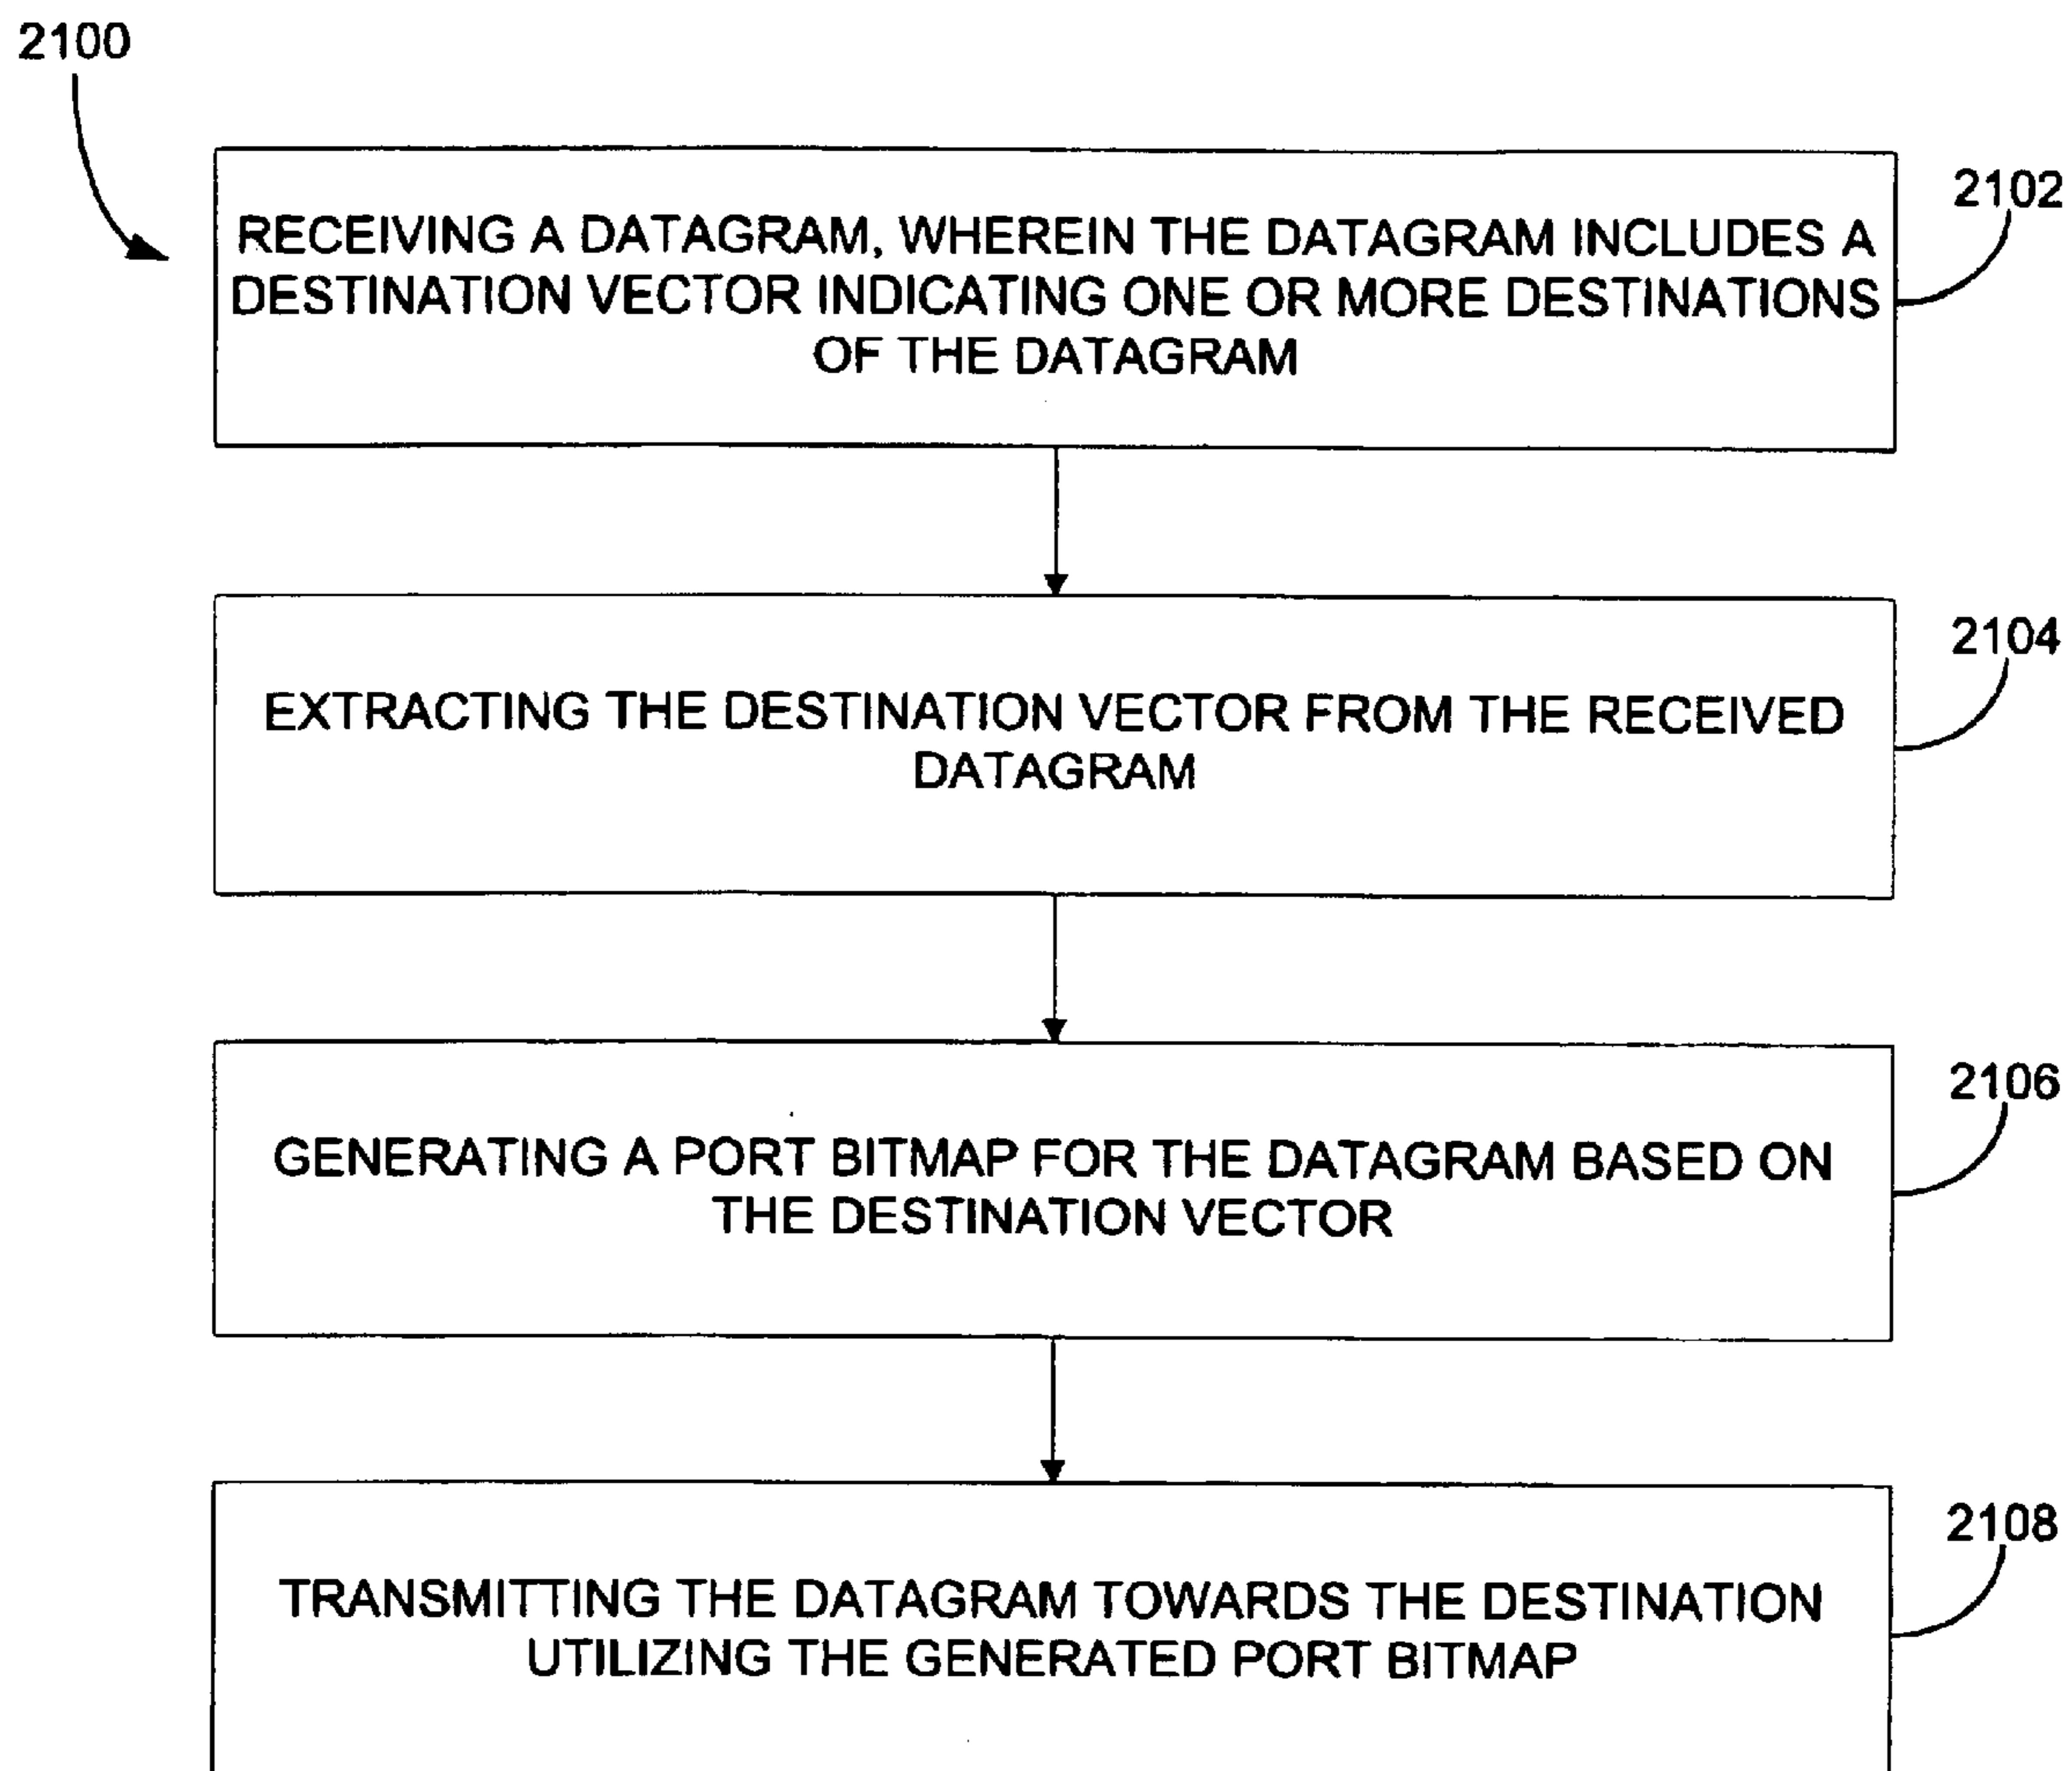 2100
2102
RECEIVING A DATAGRAM, WHEREIN THE DATAGRAM INCLUDES A
DESTINATION VECTOR INDICATING ONE OR MORE DESTINATIONS
OF THE DATAGRAM
2104
EXTRACTING THE DESTINATION VECTOR FROM THE RECEIVED
DATAGRAM
2106
GENERATING A PORT BITMAP FOR THE DATAGRAM BASED ON
THE DESTINATION VECTOR
2108
TRANSMITTING THE DATAGRAM TOWARDS THE DESTINATION
UTILIZING THE GENERATED PORT BITMAP